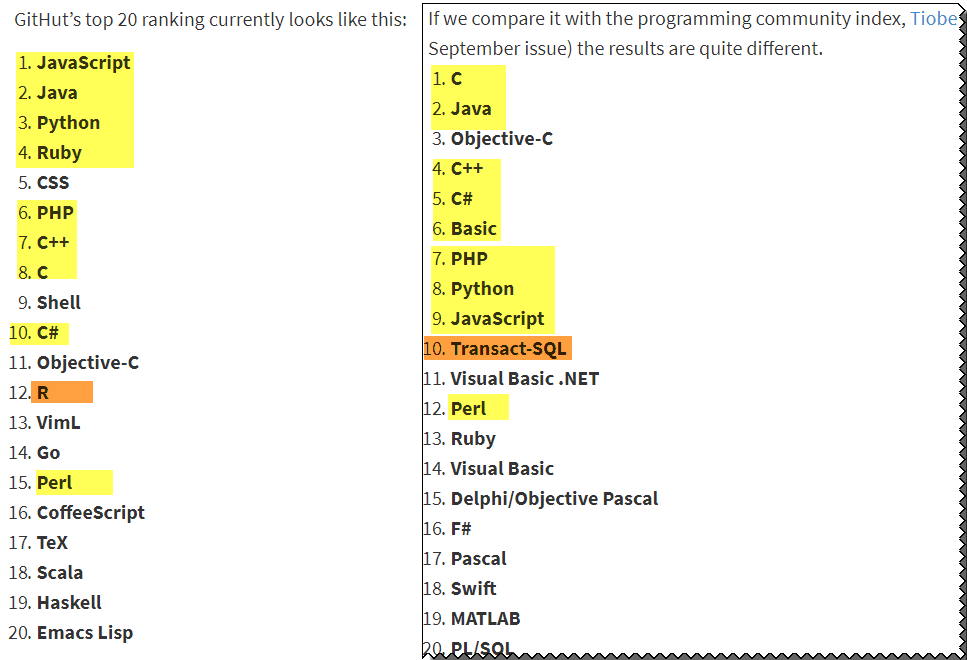 GitHut's top 20 ranking currently looks like this:
1. JavaScript
2. Java
3. Python
4. Ruby
5. CSS
6. PHP
7. C++
8. C
9. Shell
10. C#
11. Objective-C
12. R
13. VimL
14. Go
15. Perl
16. CoffeeScript
17. TeX
18. Scala
19. Haskell
20. Emacs Lisp
If we compare it with the programming community index, Tiobe
September issue) the results are quite different.
1. C
2. Java
3. Objective-C
4. C++
5. C#
6. Basic
7. PHP
8. Python
9. JavaScript
10. Transact-SQL
11. Visual Basic .NET
12. Perl
13. Ruby
14. Visual Basic
15. Delphi/Objective Pascal
16. F#
17. Pascal
18. Swift
19. MATLAB
20. PL/SQL